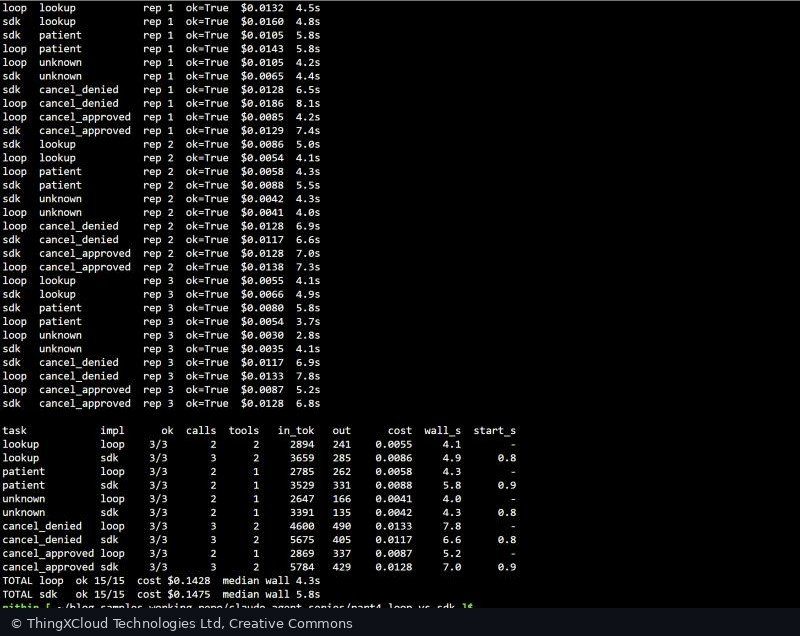 loop lookup rep 1 ok=True $0.0132 4.5s
sdk lookup rep 1 ok=True $0.0160 4.8s
sdk patient rep 1 ok=True $0.0105 5.8s
loop patient rep 1 ok=True $0.0143 5.8s
loop unknown rep 1 ok=True $0.0105 4.2s
sdk unknown rep 1 ok=True $0.0065 4.4s
sdk cancel_denied rep 1 ok=True $0.0128 6.5s
loop cancel_denied rep 1 ok=True $0.0186 8.1s
loop cancel_approved rep 1 ok=True $0.0085 4.2s
sdk cancel_approved rep 1 ok=True $0.0129 7.4s
sdk lookup rep 2 ok=True $0.0086 5.0s
loop lookup rep 2 ok=True $0.0054 4.1s
loop patient rep 2 ok=True $0.0058 4.3s
sdk patient rep 2 ok=True $0.0088 5.5s
sdk unknown rep 2 ok=True $0.0042 4.3s
loop unknown rep 2 ok=True $0.0041 4.0s
loop cancel_denied rep 2 ok=True $0.0128 6.9s
sdk cancel_denied rep 2 ok=True $0.0117 6.6s
sdk cancel_approved rep 2 ok=True $0.0128 7.0s
loop cancel_approved rep 2 ok=True $0.0138 7.3s
loop lookup rep 3 ok=True $0.0055 4.1s
sdk lookup rep 3 ok=True $0.0066 4.9s
sdk patient rep 3 ok=True $0.0080 5.8s
loop patient rep 3 ok=True $0.0054 3.7s
loop unknown rep 3 ok=True $0.0030 2.8s
sdk unknown rep 3 ok=True $0.0035 4.1s
sdk cancel_denied rep 3 ok=True $0.0117 6.9s
loop cancel_denied rep 3 ok=True $0.0133 7.8s
loop cancel_approved rep 3 ok=True $0.0087 5.2s
sdk cancel_approved rep 3 ok=True $0.0128 6.8s
task impl ok calls tools in_tok out cost wall_s start_s
lookup loop 3/3 2 2 2894 241 0.0055 4.1 -
lookup sdk 3/3 3 2 3659 285 0.0086 4.9 0.8
patient loop 3/3 2 1 2785 262 0.0058 4.3 -
patient sdk 3/3 2 1 3529 331 0.0088 5.8 0.9
unknown loop 3/3 2 1 2647 166 0.0041 4.0 -
unknown sdk 3/3 2 1 3391 135 0.0042 4.3 0.8
cancel_denied loop 3/3 3 2 4600 490 0.0133 7.8 -
cancel_denied sdk 3/3 3 2 5675 405 0.0117 6.6 0.8
cancel_approved loop 3/3 2 1 2869 337 0.0087 5.2 -
cancel_approved sdk 3/3 3 2 5784 429 0.0128 7.0 0.9
TOTAL loop ok 15/15 cost $0.1428 median wall 4.3s
TOTAL sdk ok 15/15 cost $0.1475 median wall 5.8s
© ThingXCloud Technologies Ltd, Creative Commons